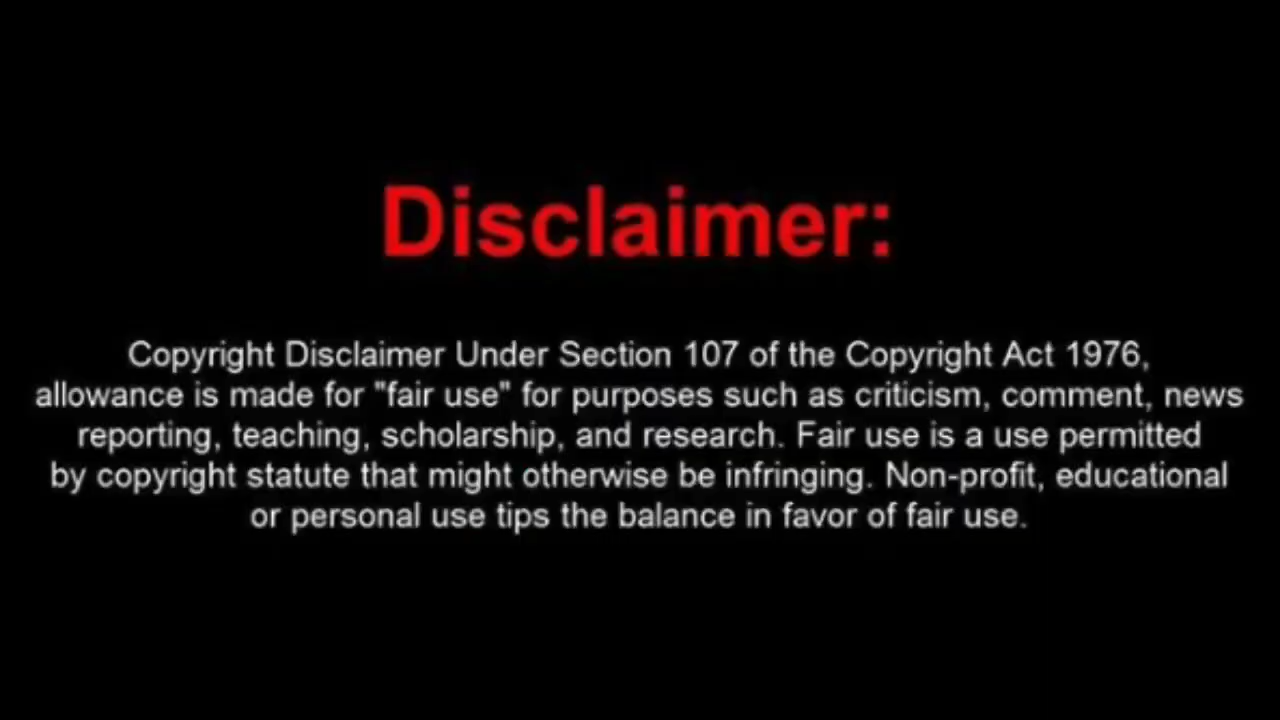 Disclaimer:
Copyright Disclaimer Under Section 107 of the Copyright Act 1976,
allowance is made for "fair use" for purposes such as criticism, comment, news
reporting, teaching, scholarship, and research. Fair use is a use permitted
by copyright statute that might otherwise be infringing. Non-profit, educational
or personal use tips the balance in favor of fair use.